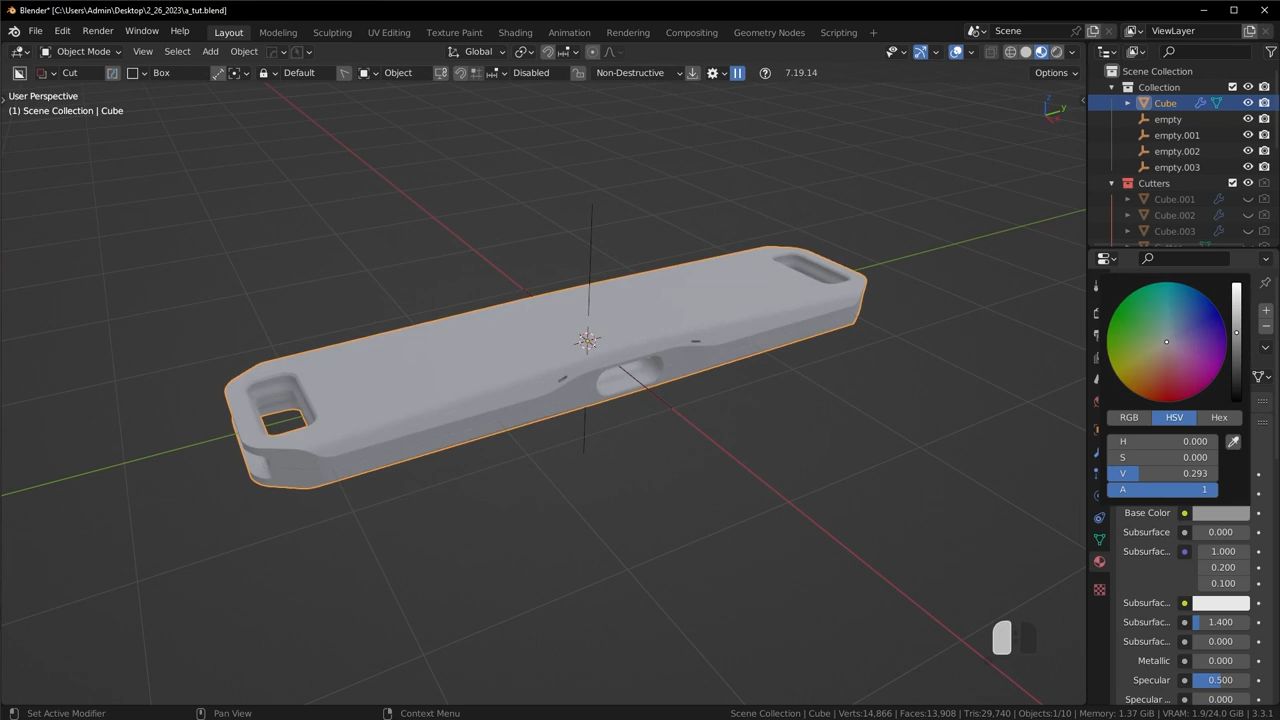 Blender* [C:\Users\Admin\Desktop\2_26_2023\a_tut.blend]
File Edit Render Window Help Layout Modeling Sculpting UV Editing Texture Paint Shading Animation Rendering Compositing Geometry Nodes Scripting + Scene ViewLayer
Object Mode View Select Add Object Global
Cut Box Default Object Disabled Non-Destructive 7.19.14 Options
User Perspective
(1) Scene Collection | Cube
z
y
Scene Collection
Collection
Cube
empty
empty.001
empty.002
empty.003
Cutters
Cube.001
Cube.002
Cube.003
RGB HSV Hex
H 0.000
S 0.000
V 0.293
A 1
Base Color
Subsurface 0.000
Subsurfac... 1.000
0.200
0.100
Subsurfac...
Subsurfac... 1.400
Subsurfac... 0.000
Metallic 0.000
Specular 0.500
Specular ... 0.000
Set Active Modifier Pan View Context Menu Scene Collection | Cube | Verts:14,866 | Faces:13,908 | Tris:29,740 | Objects:1/10 | Memory: 1.37 GiB | VRAM: 1.9/24.0 GiB | 3.3.1